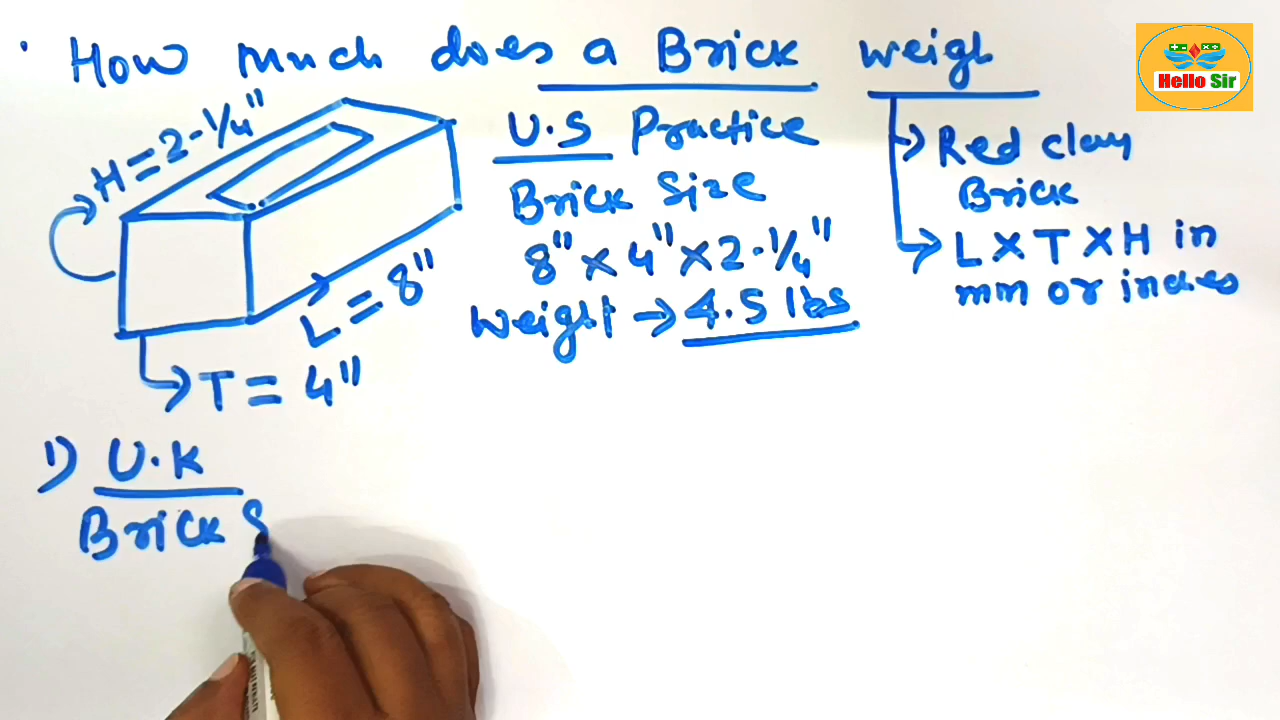 How much does a Brick weigh
Hello Sir
H = 2-1/4"
L = 8"
T = 4"
U.S Practice
Brick Size
8" X 4" X 2-1/4"
Weight → 4.5 lbs
→ Red clay
Brick
→ L X T X H in
mm or inches
1) U.K
Brick S